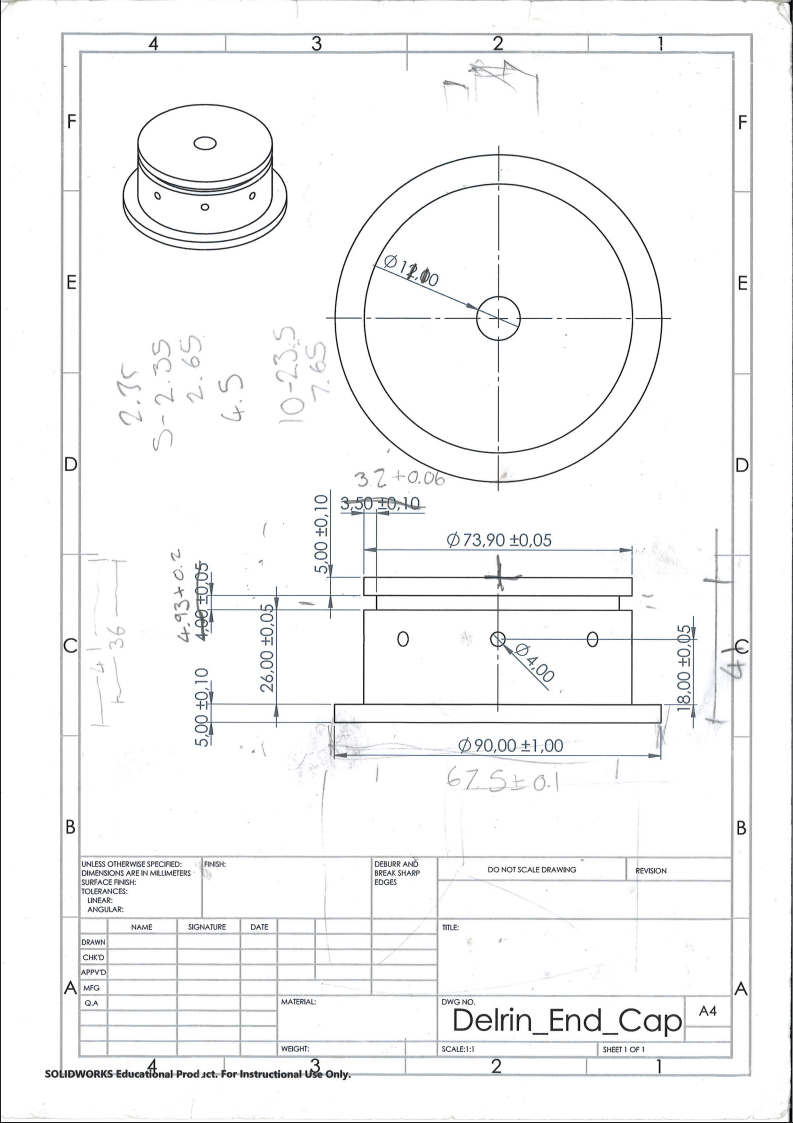 4 3 2 1
F F
Ø 12,00
E E
2.35
5-2.35
2.65
4.5
10-23.5
7.65
D D
3.2+0.06
3,50 ±0,10
5,00 ±0,10
Ø 73,90 ±0,05
4.93+0.2
4,00 ±0,05
26,00 ±0,05
5,00 ±0,10
41
36
C C
Ø 4,00
18,00 ±0,05
41
Ø 90,00 ±1,00
67.5±0.1
B B
UNLESS OTHERWISE SPECIFIED:
DIMENSIONS ARE IN MILLIMETERS
SURFACE FINISH:
TOLERANCES:
LINEAR:
ANGULAR:
FINISH:
DEBURR AND
BREAK SHARP
EDGES
DO NOT SCALE DRAWING
REVISION
NAME SIGNATURE DATE
TITLE:
DRAWN
CHK'D
APPV'D
MFG
Q.A
A A
MATERIAL:
DWG NO.
Delrin_End_Cap
A4
WEIGHT:
SCALE:1:1
SHEET 1 OF 1
4 3 2 1
SOLIDWORKS Educational Product. For Instructional Use Only.